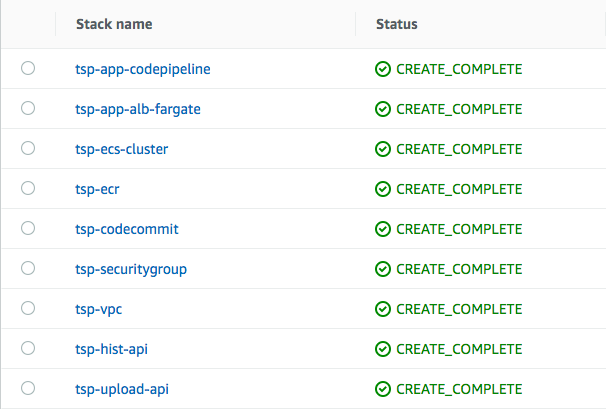 Stack name Status
tsp-app-codepipeline CREATE_COMPLETE
tsp-app-alb-fargate CREATE_COMPLETE
tsp-ecs-cluster CREATE_COMPLETE
tsp-ecr CREATE_COMPLETE
tsp-codecommit CREATE_COMPLETE
tsp-securitygroup CREATE_COMPLETE
tsp-vpc CREATE_COMPLETE
tsp-hist-api CREATE_COMPLETE
tsp-upload-api CREATE_COMPLETE